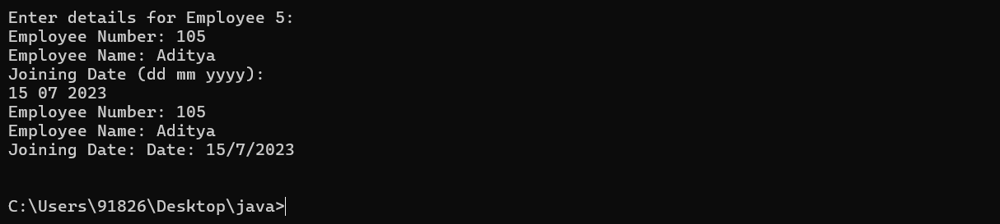 Enter details for Employee 5:
Employee Number: 105
Employee Name: Aditya
Joining Date (dd mm yyyy):
15 07 2023
Employee Number: 105
Employee Name: Aditya
Joining Date: Date: 15/7/2023
C:\Users\91826\Desktop\java>